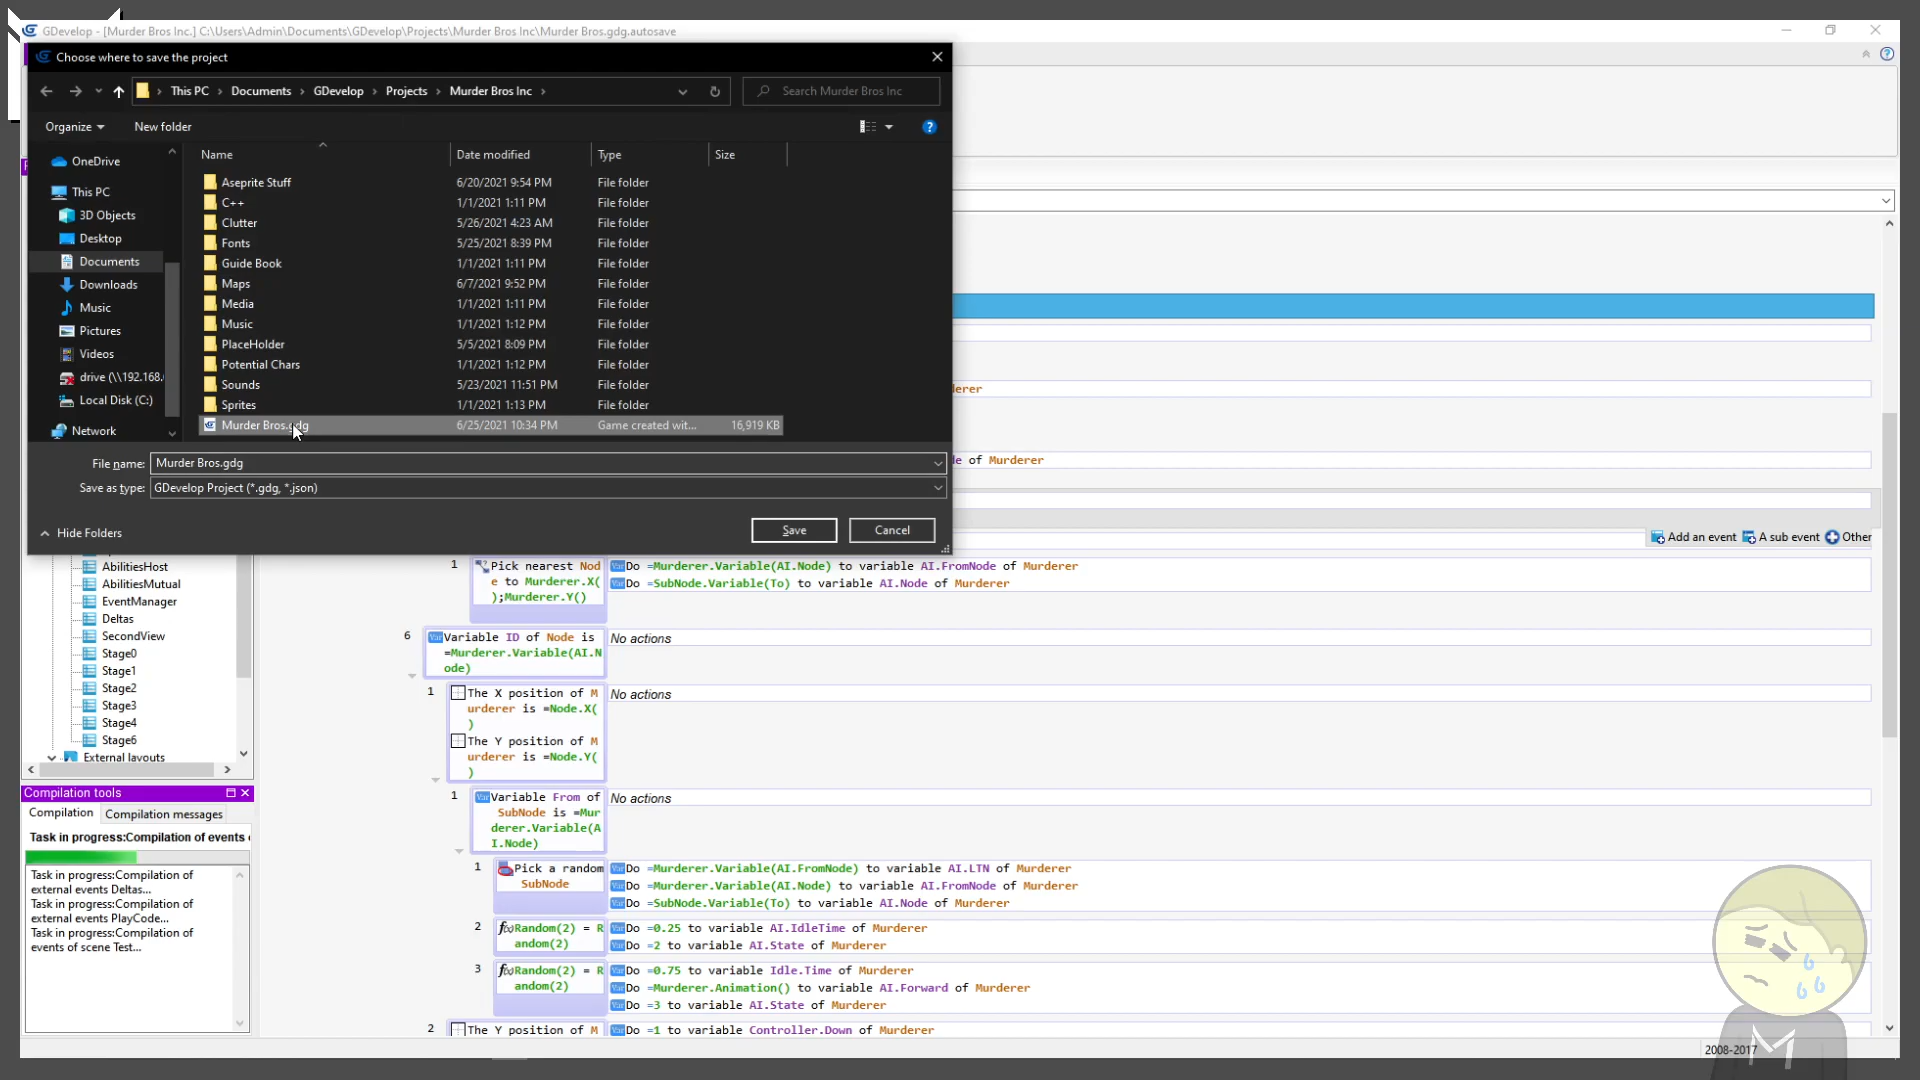 GDevelop - [Murder Bros Inc.] C:\Users\Admin\Documents\GDevelop\Projects\Murder Bros Inc\Murder Bros.gdg.autosave
Choose where to save the project
This PC > Documents > GDevelop > Projects > Murder Bros Inc >
Search Murder Bros Inc
Organize
New folder
Name
Date modified
Type
Size
OneDrive
This PC
3D Objects
Desktop
Documents
Downloads
Music
Pictures
Videos
drive (\\192.168.
Local Disk (C:)
Network
Aseprite Stuff 6/20/2021 9:54 PM File folder
C++ 1/1/2021 1:11 PM File folder
Clutter 5/26/2021 4:23 AM File folder
Fonts 5/25/2021 8:39 PM File folder
Guide Book 1/1/2021 1:11 PM File folder
Maps 6/7/2021 9:52 PM File folder
Media 1/1/2021 1:11 PM File folder
Music 1/1/2021 1:12 PM File folder
PlaceHolder 5/5/2021 8:09 PM File folder
Potential Chars 1/1/2021 1:12 PM File folder
Sounds 5/23/2021 11:51 PM File folder
Sprites 1/1/2021 1:13 PM File folder
Murder Bros.gdg 6/25/2021 10:34 PM Game created wit... 16,919 KB
File name: Murder Bros.gdg
Save as type: GDevelop Project (*.gdg, *.json)
Hide Folders
Save
Cancel
of Murderer
Add an event
A sub event
Other
AbilitiesHost
AbilitiesMutual
EventManager
Deltas
SecondView
Stage0
Stage1
Stage2
Stage3
Stage4
Stage6
External layouts
Compilation tools
Compilation
Compilation messages
Task in progress:Compilation of events
Task in progress:Compilation of
external events Deltas...
Task in progress:Compilation of
external events PlayCode...
Task in progress:Compilation of
events of scene Test...
1
Pick nearest Nod
e to Murderer.X(
);Murderer.Y()
Do =Murderer.Variable(AI.Node) to variable AI.FromNode of Murderer
Do =SubNode.Variable(To) to variable AI.Node of Murderer
6
Variable ID of Node is
=Murderer.Variable(AI.N
ode)
No actions
1
The X position of M
urderer is =Node.X(
)
The Y position of M
urderer is =Node.Y(
)
No actions
1
Variable From of
SubNode is =Mur
derer.Variable(A
I.Node)
No actions
1
Pick a random
SubNode
Do =Murderer.Variable(AI.FromNode) to variable AI.LTN of Murderer
Do =Murderer.Variable(AI.Node) to variable AI.FromNode of Murderer
Do =SubNode.Variable(To) to variable AI.Node of Murderer
2
Random(2) = R
andom(2)
Do =0.25 to variable AI.IdleTime of Murderer
Do =2 to variable AI.State of Murderer
3
Random(2) = R
andom(2)
Do =0.75 to variable Idle.Time of Murderer
Do =Murderer.Animation() to variable AI.Forward of Murderer
Do =3 to variable AI.State of Murderer
2
The Y position of M
Do =1 to variable Controller.Down of Murderer
2008-2017